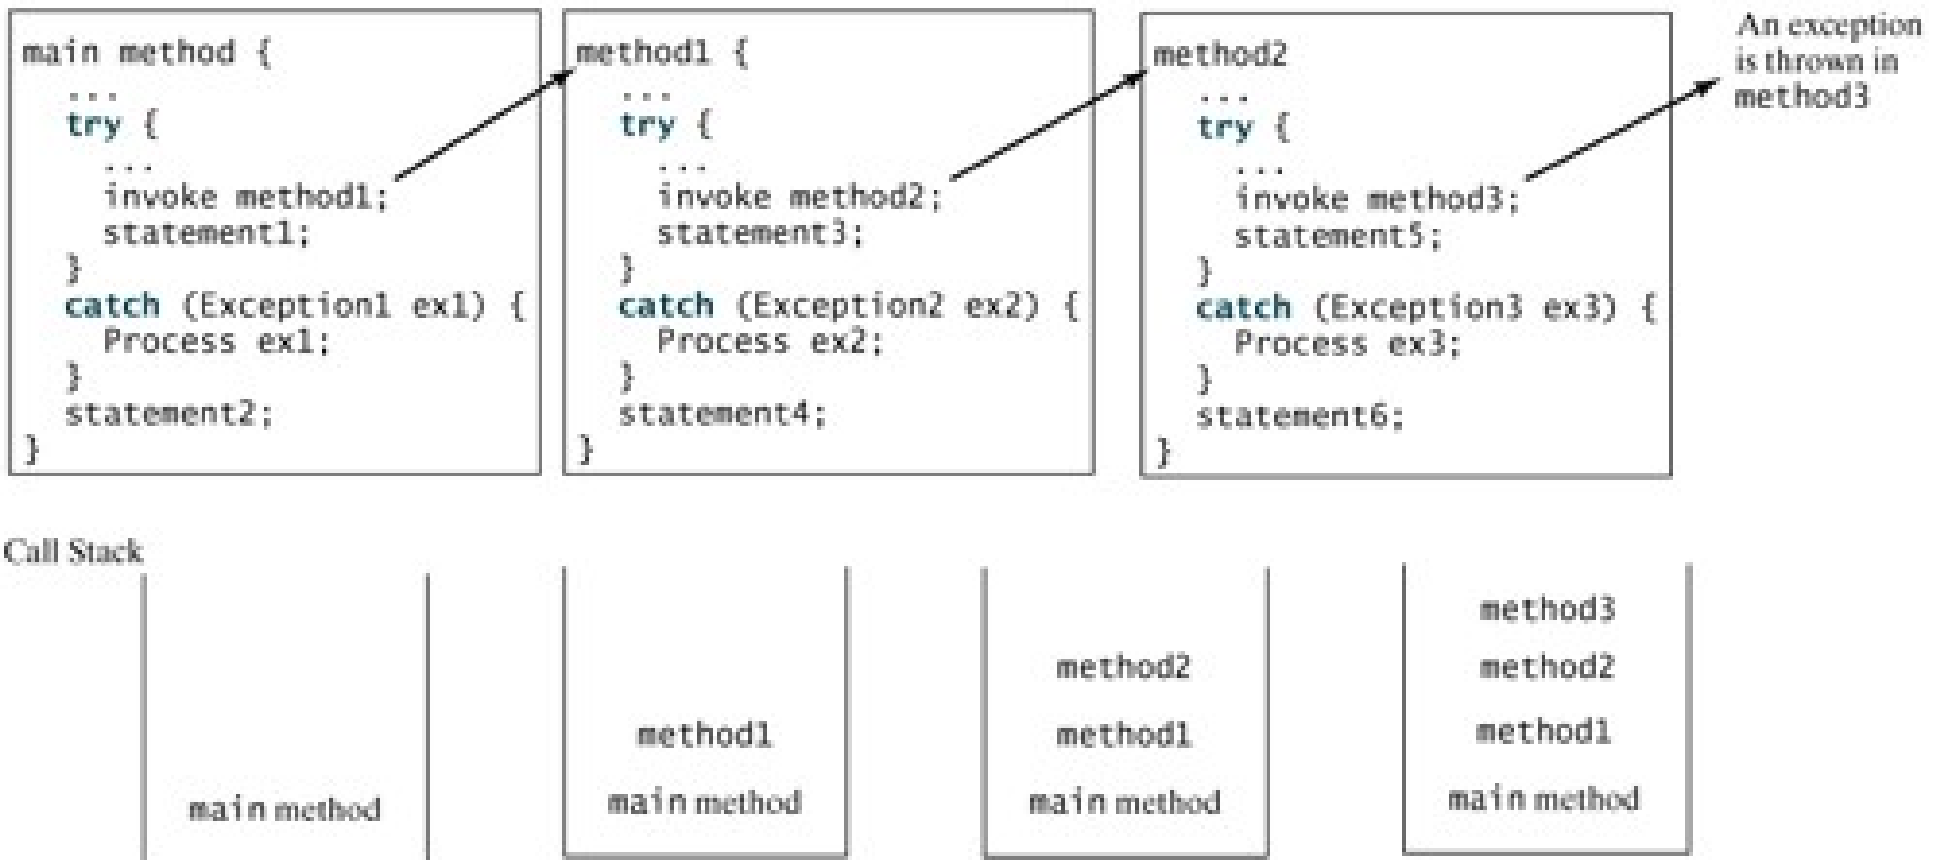 main method {
...
try {
...
invoke method1;
statement1;
}
catch (Exception1 ex1) {
Process ex1;
}
statement2;
}
method1 {
...
try {
...
invoke method2;
statement3;
}
catch (Exception2 ex2) {
Process ex2;
}
statement4;
}
method2
...
try {
...
invoke method3;
statement5;
}
catch (Exception3 ex3) {
Process ex3;
}
statement6;
}
An exception
is thrown in
method3
Call Stack
main method
method1
main method
method2
method1
main method
method3
method2
method1
main method